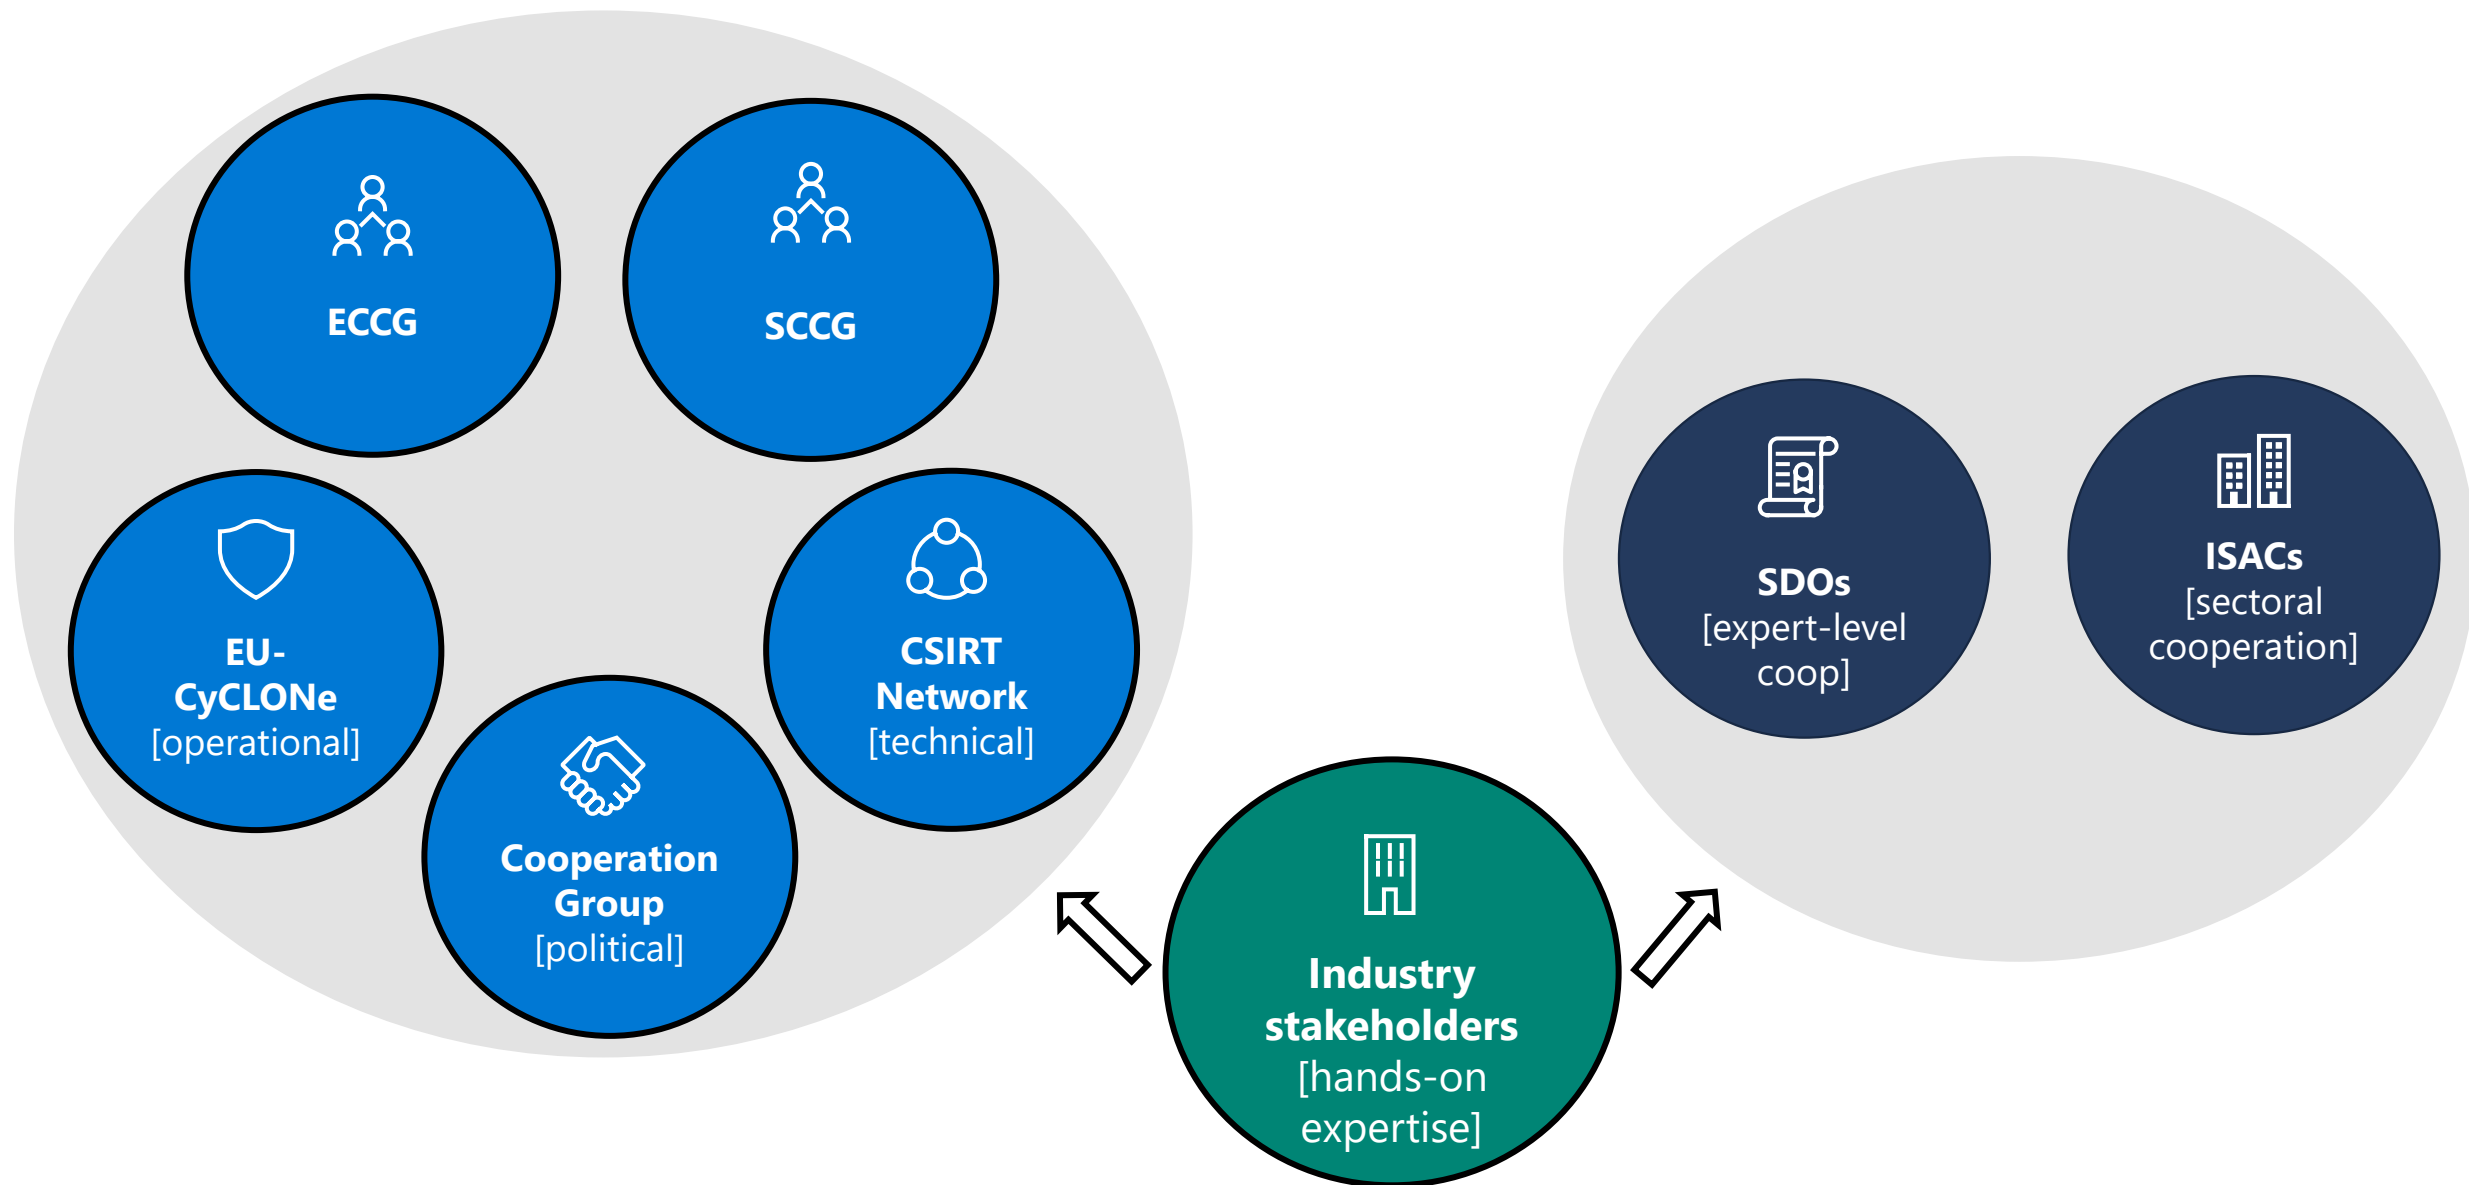 ECCG
SCCG
EU-
CyCLONe
[operational]
CSIRT
Network
[technical]
Cooperation
Group
[political]
Industry
stakeholders
[hands-on
expertise]
SDOs
[expert-level
coop]
ISACs
[sectoral
cooperation]